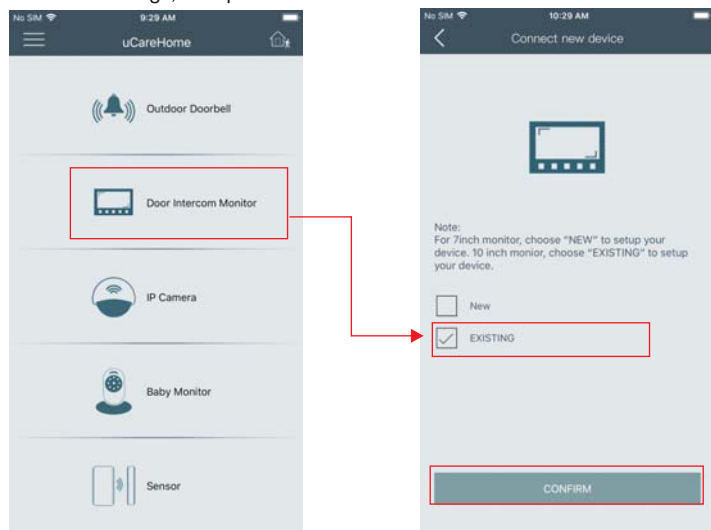 No SIM 9:29 AM
uCareHome
Outdoor Doorbell
Door Intercom Monitor
IP Camera
Baby Monitor
Sensor
No SIM 10:29 AM
Connect new device
Note:
For 7inch monitor, choose "NEW" to setup your
device. 10 inch monior, choose "EXISTING" to setup
your device.
New
EXISTING
CONFIRM